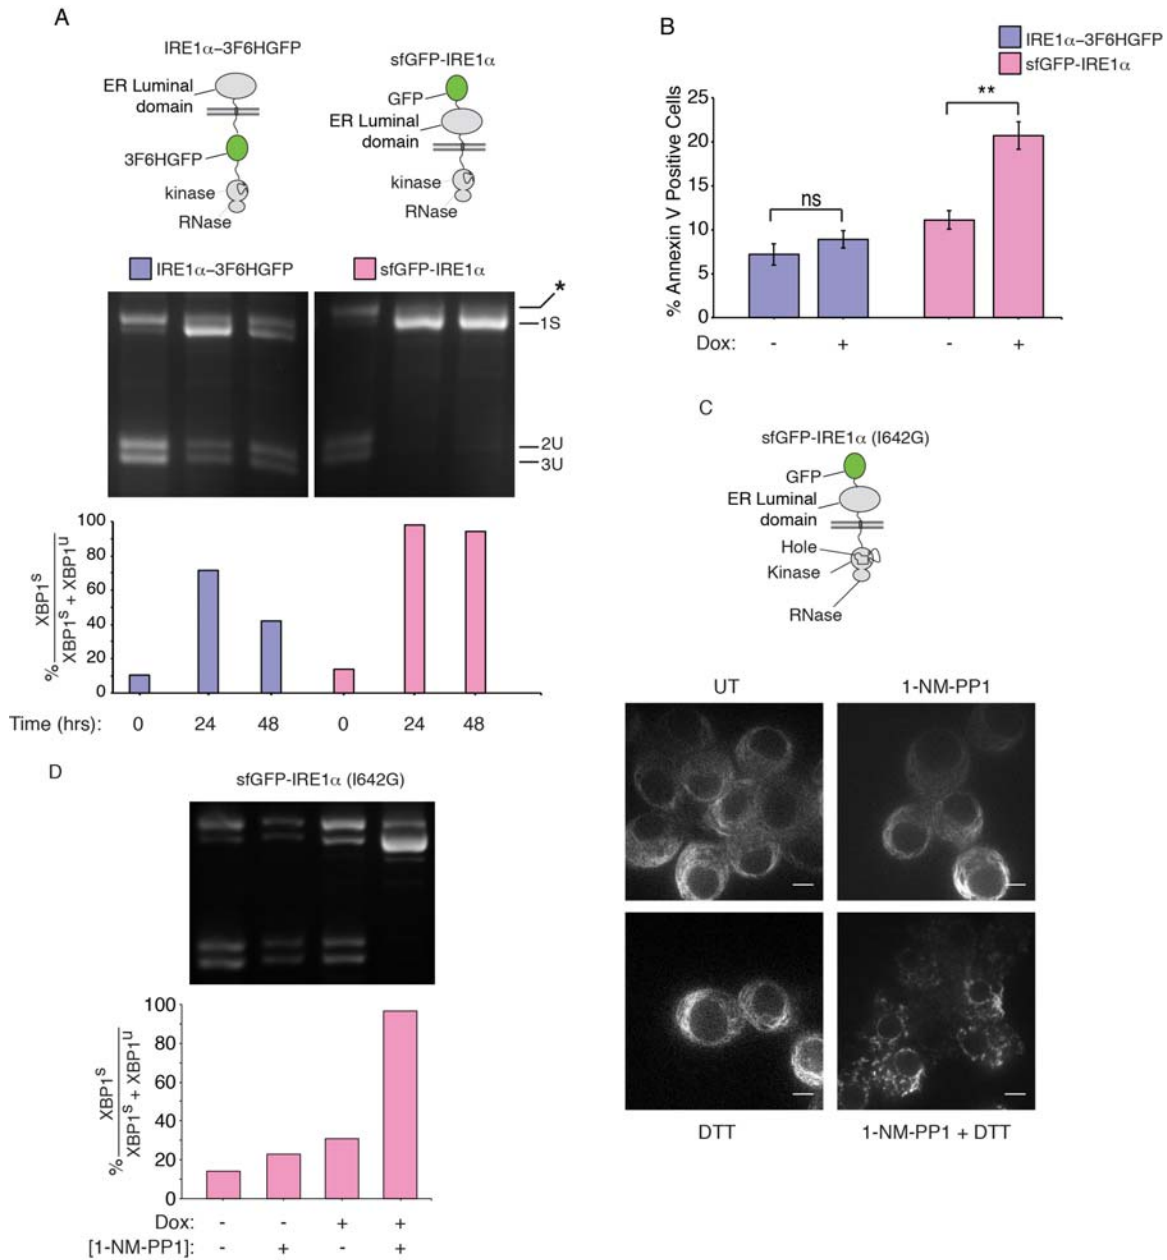 A
IRE1α–3F6HGFP
ER Luminal
domain
3F6HGFP
kinase
RNase
sfGFP-IRE1α
GFP
ER Luminal
domain
kinase
RNase
IRE1α–3F6HGFP
sfGFP-IRE1α
*
1S
2U
3U
100
80
60
40
20
0
% XBP1ˢ
XBP1ˢ + XBP1ᵁ
Time (hrs): 0 24 48 0 24 48
B
IRE1α–3F6HGFP
sfGFP-IRE1α
% Annexin V Positive Cells
25
20
15
10
5
0
ns
**
Dox: - + - +
C
sfGFP-IRE1α (I642G)
GFP
ER Luminal
domain
Hole
Kinase
RNase
UT
1-NM-PP1
DTT
1-NM-PP1 + DTT
D
sfGFP-IRE1α (I642G)
100
80
60
40
20
0
% XBP1ˢ
XBP1ˢ + XBP1ᵁ
Dox: - - + +
[1-NM-PP1]: - + - +